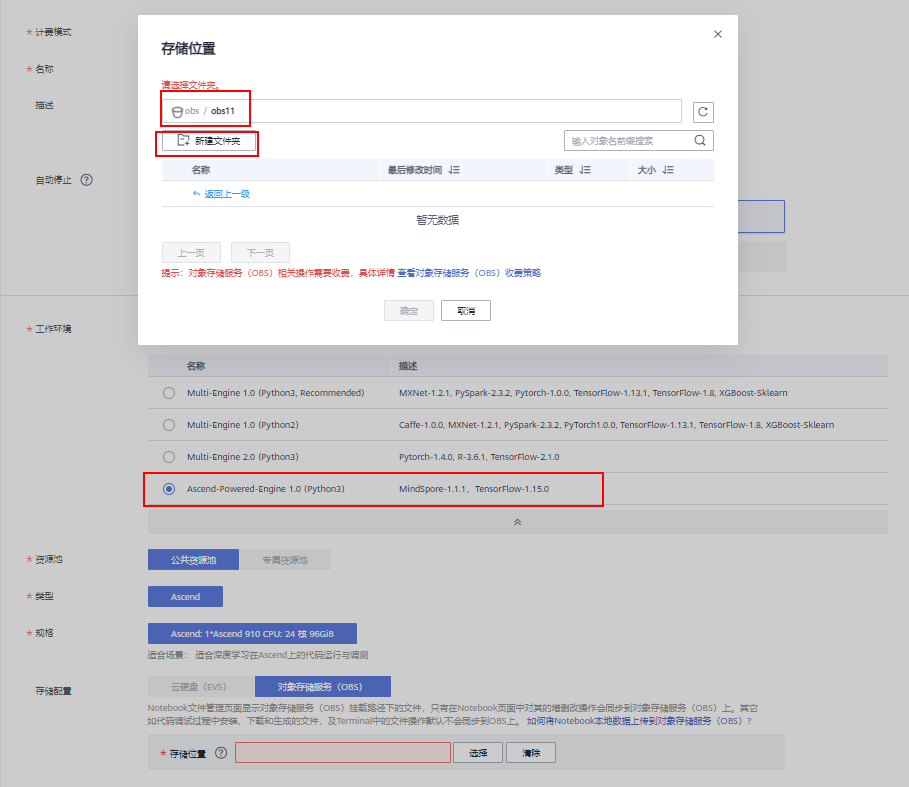 * 计费模式
* 名称
描述
自动停止 ?
存储位置 ×
请选择文件夹。
obs / obs11
新建文件夹 输入对象名前缀搜索
名称 最后修改时间 类型 大小
返回上一级
暂无数据
上一页 下一页
提示：对象存储服务（OBS）相关操作需要收费，具体详情 查看对象存储服务（OBS）收费策略
确定 取消
* 工作环境
名称 描述
Multi-Engine 1.0 (Python3, Recommended) MXNet-1.2.1, PySpark-2.3.2, Pytorch-1.0.0, TensorFlow-1.13.1, TensorFlow-1.8, XGBoost-Sklearn
Multi-Engine 1.0 (Python2) Caffe-1.0.0, MXNet-1.2.1, PySpark-2.3.2, PyTorch1.0.0, TensorFlow-1.13.1, TensorFlow-1.8, XGBoost-Sklearn
Multi-Engine 2.0 (Python3) Pytorch-1.4.0, R-3.6.1, TensorFlow-2.1.0
Ascend-Powered-Engine 1.0 (Python3) MindSpore-1.1.1，TensorFlow-1.15.0
* 资源池 公共资源池 专属资源池
* 类型 Ascend
* 规格 Ascend: 1*Ascend 910 CPU: 24 核 96GiB
适合场景： 适合深度学习在Ascend上的代码运行与调测
存储配置 云硬盘（EVS） 对象存储服务（OBS）
Notebook文件管理页面显示对象存储服务（OBS）挂载路径下的文件，只有在Notebook页面中对其的增删改操作会同步到对象存储服务（OBS）上。其它
如代码调试过程中安装、下载和生成的文件，及Terminal中的文件操作默认不会同步到OBS上。 如何将Notebook本地数据上传到对象存储服务（OBS）?
* 存储位置 ? 选择 清除